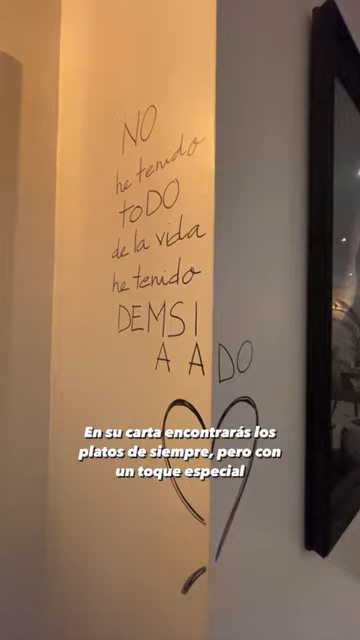 NO
he tenido
toDO
de la vida
he tenido
DEMSI
A ADO
En su carta encontrarás los
platos de siempre, pero con
un toque especial